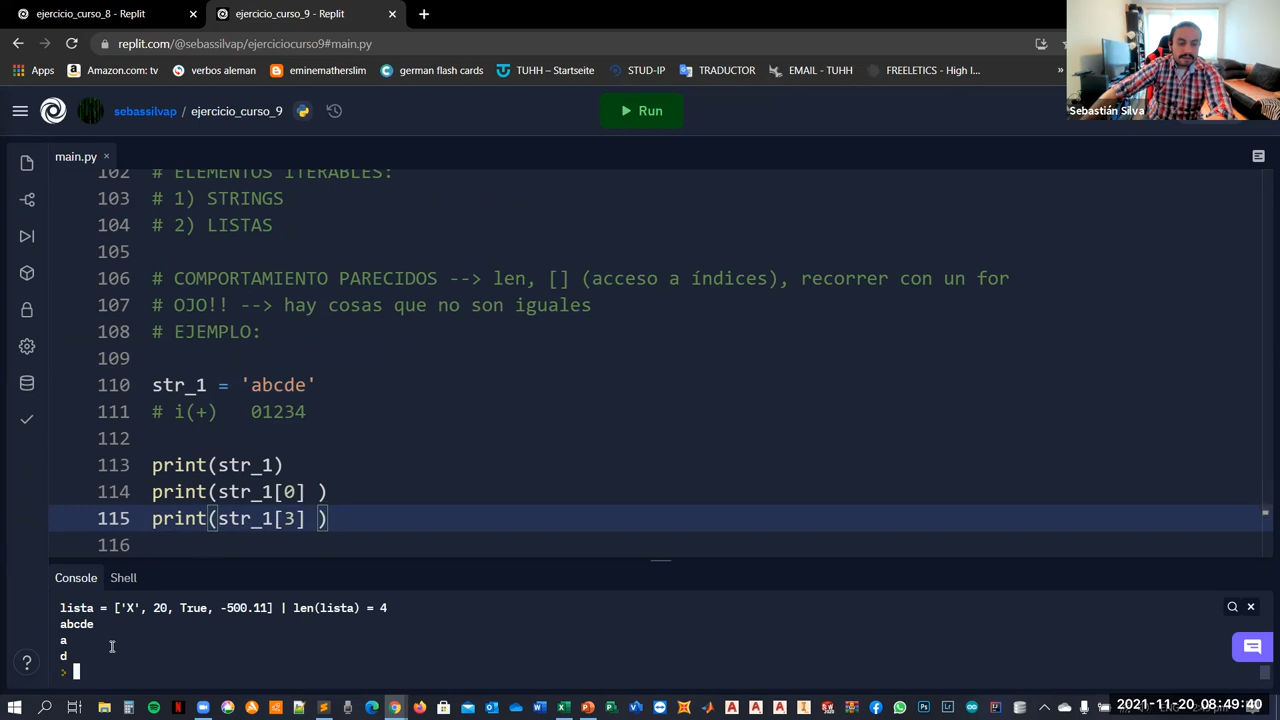 ejercicio_curso_8 - Replit
ejercicio_curso_9 - Replit
replit.com/@sebassilvap/ejerciciocurso9#main.py
Apps
Amazon.com: tv
verbos aleman
eminematherslim
german flashcards
TUHH – Startseite
STUD-IP
TRADUCTOR
EMAIL - TUHH
FREELETICS - High I...
Sebastián Silva
sebassilvap / ejercicio_curso_9
Run
main.py
102 # ELEMENTOS ITERABLES:
103 # 1) STRINGS
104 # 2) LISTAS
105
106 # COMPORTAMIENTO PARECIDOS --> len, [] (acceso a índices), recorrer con un for
107 # OJO!! --> hay cosas que no son iguales
108 # EJEMPLO:
109
110 str_1 = 'abcde'
111 # i(+)   01234
112
113 print(str_1)
114 print(str_1[0] )
115 print(str_1[3] )
116
Console
Shell
lista = ['X', 20, True, -500.11] | len(lista) = 4
abcde
a
d
>
2021-11-20 08:49:40